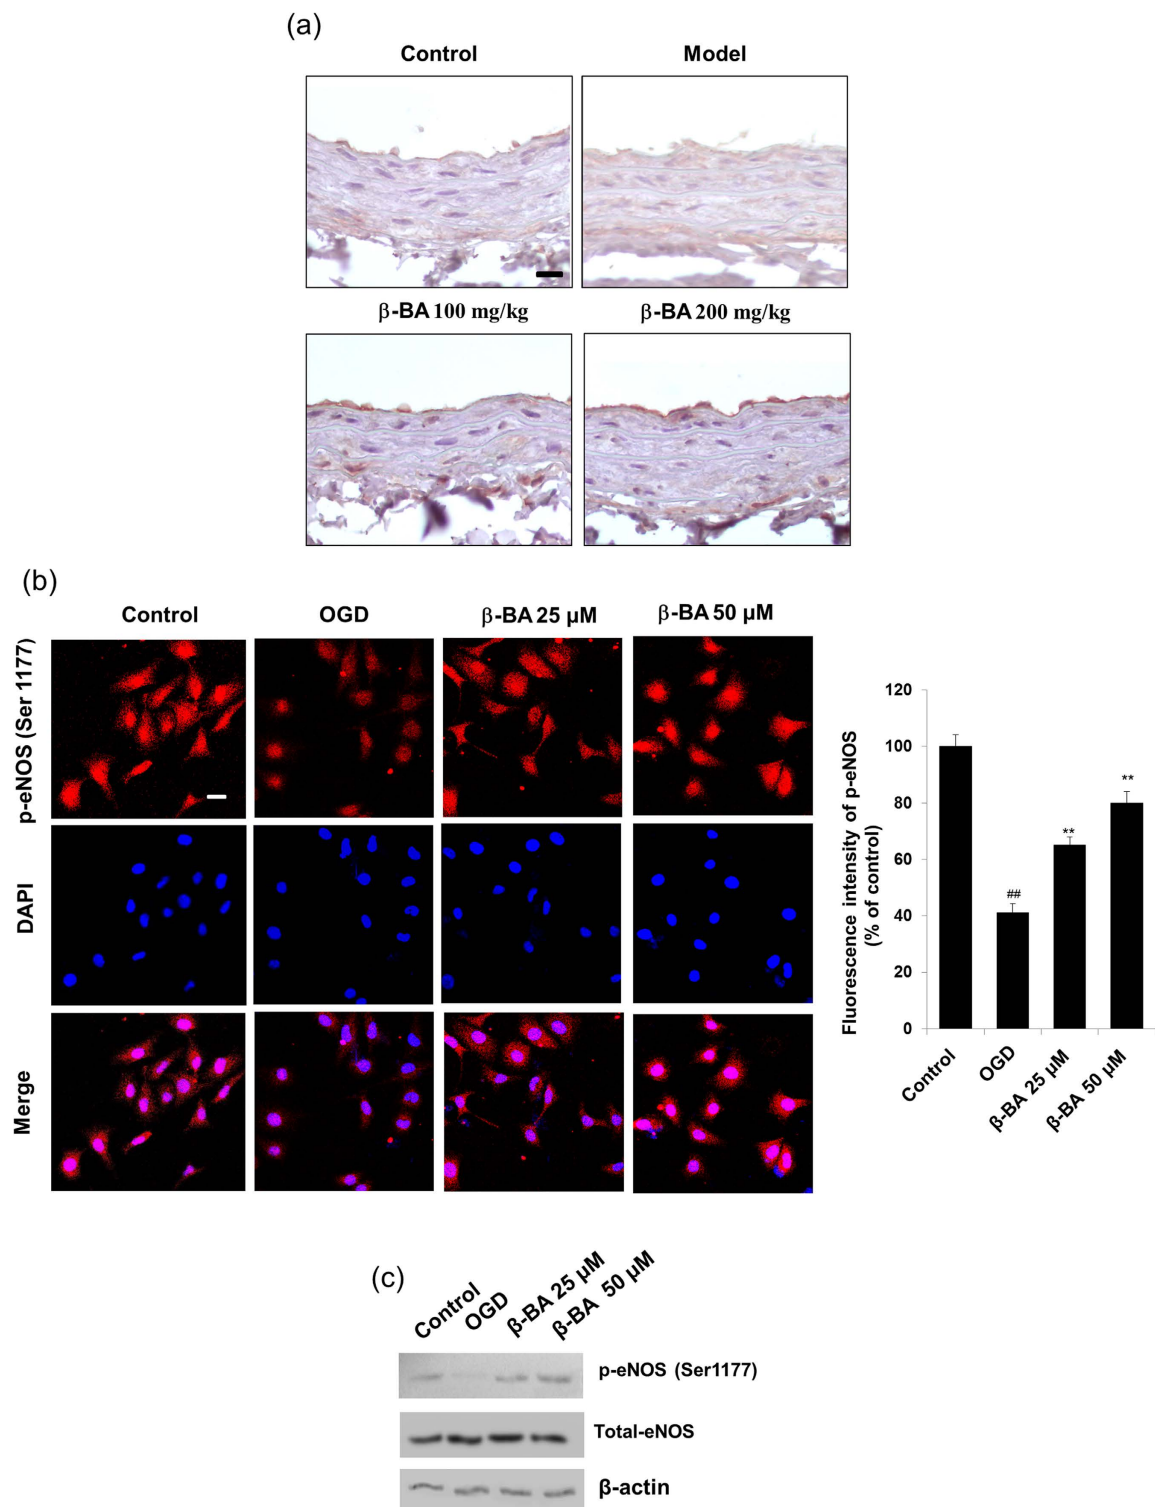 (a)
Control
Model
β-BA 100 mg/kg
β-BA 200 mg/kg
(b)
Control
OGD
β-BA 25 μM
β-BA 50 μM
p-eNOS (Ser 1177)
DAPI
Merge
Fluorescence intensity of p-eNOS
(% of control)
120
100
80
60
40
20
0
##
**
**
Control
OGD
β-BA 25 μM
β-BA 50 μM
(c)
Control
OGD
β-BA 25 μM
β-BA 50 μM
p-eNOS (Ser1177)
Total-eNOS
β-actin